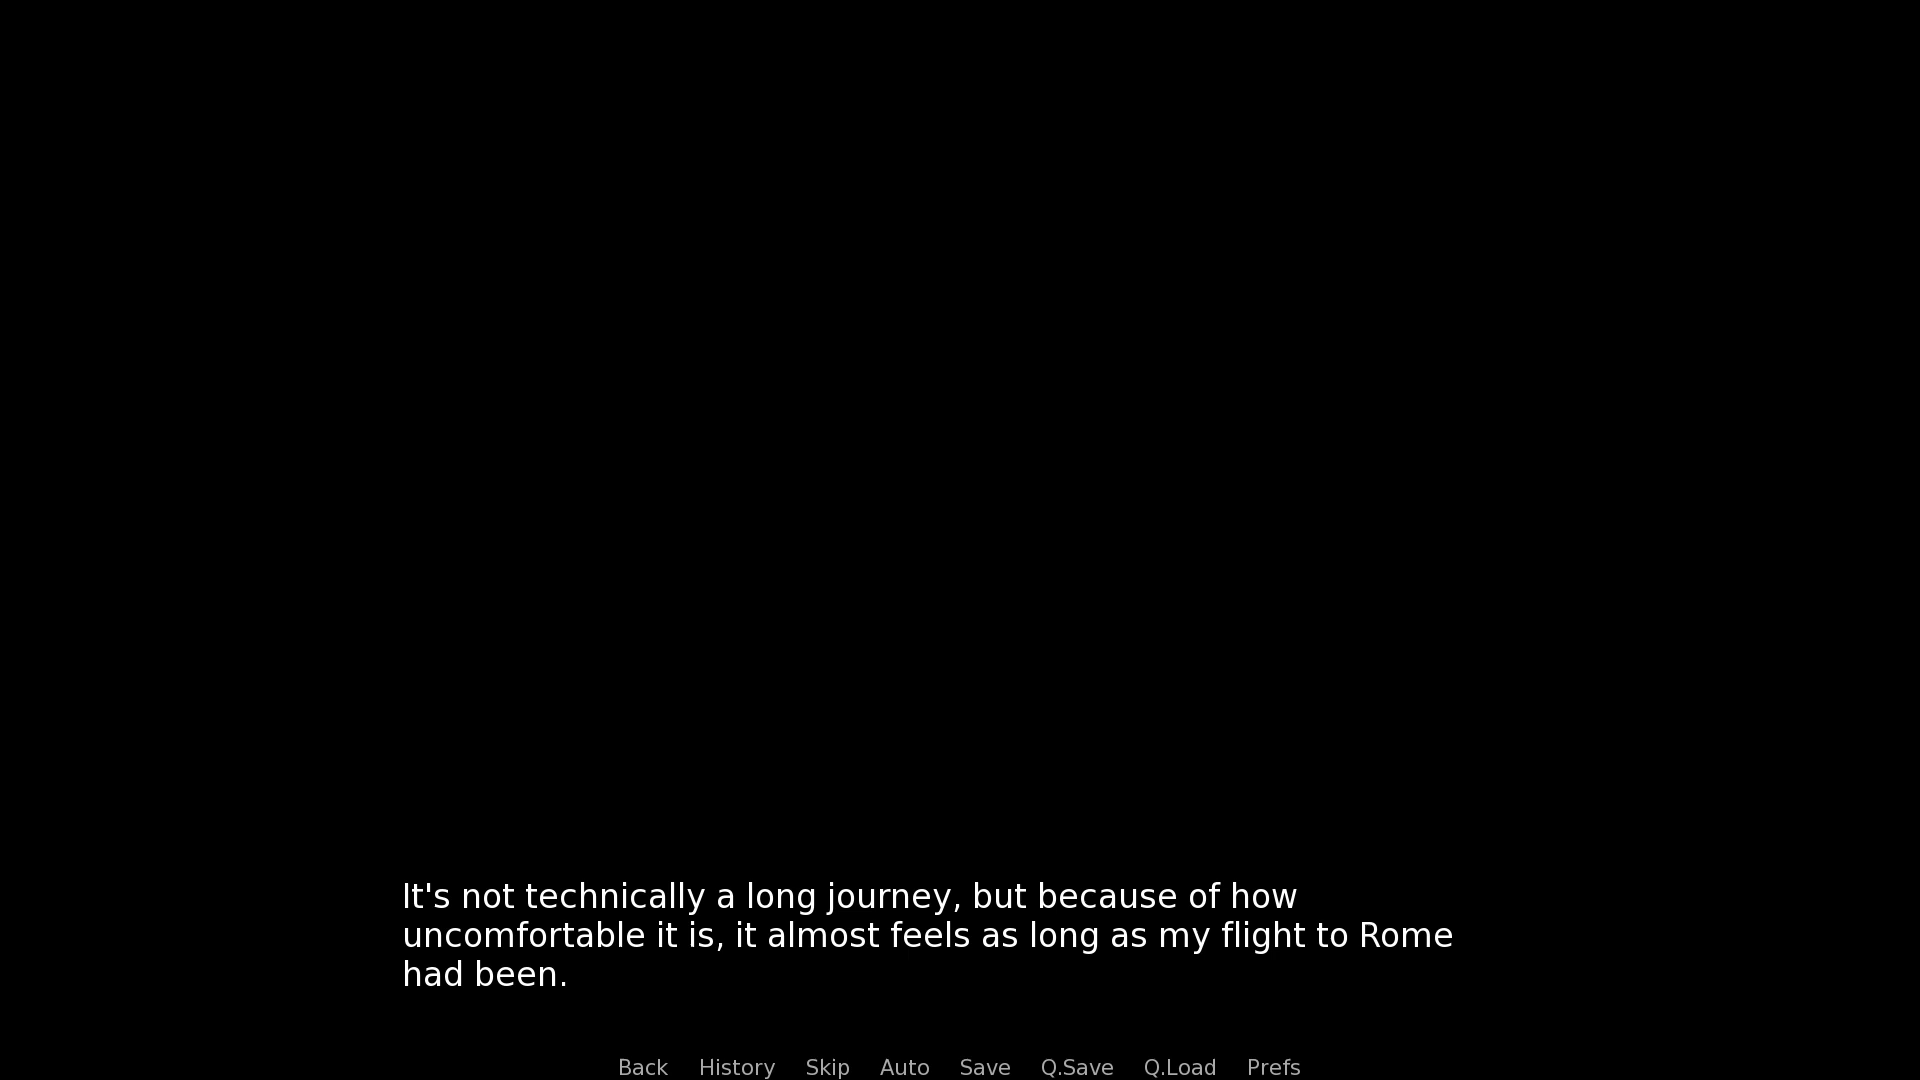 It's not technically a long journey, but because of how
uncomfortable it is, it almost feels as long as my flight to Rome
had been.
Back History Skip Auto Save Q.Save Q.Load Prefs